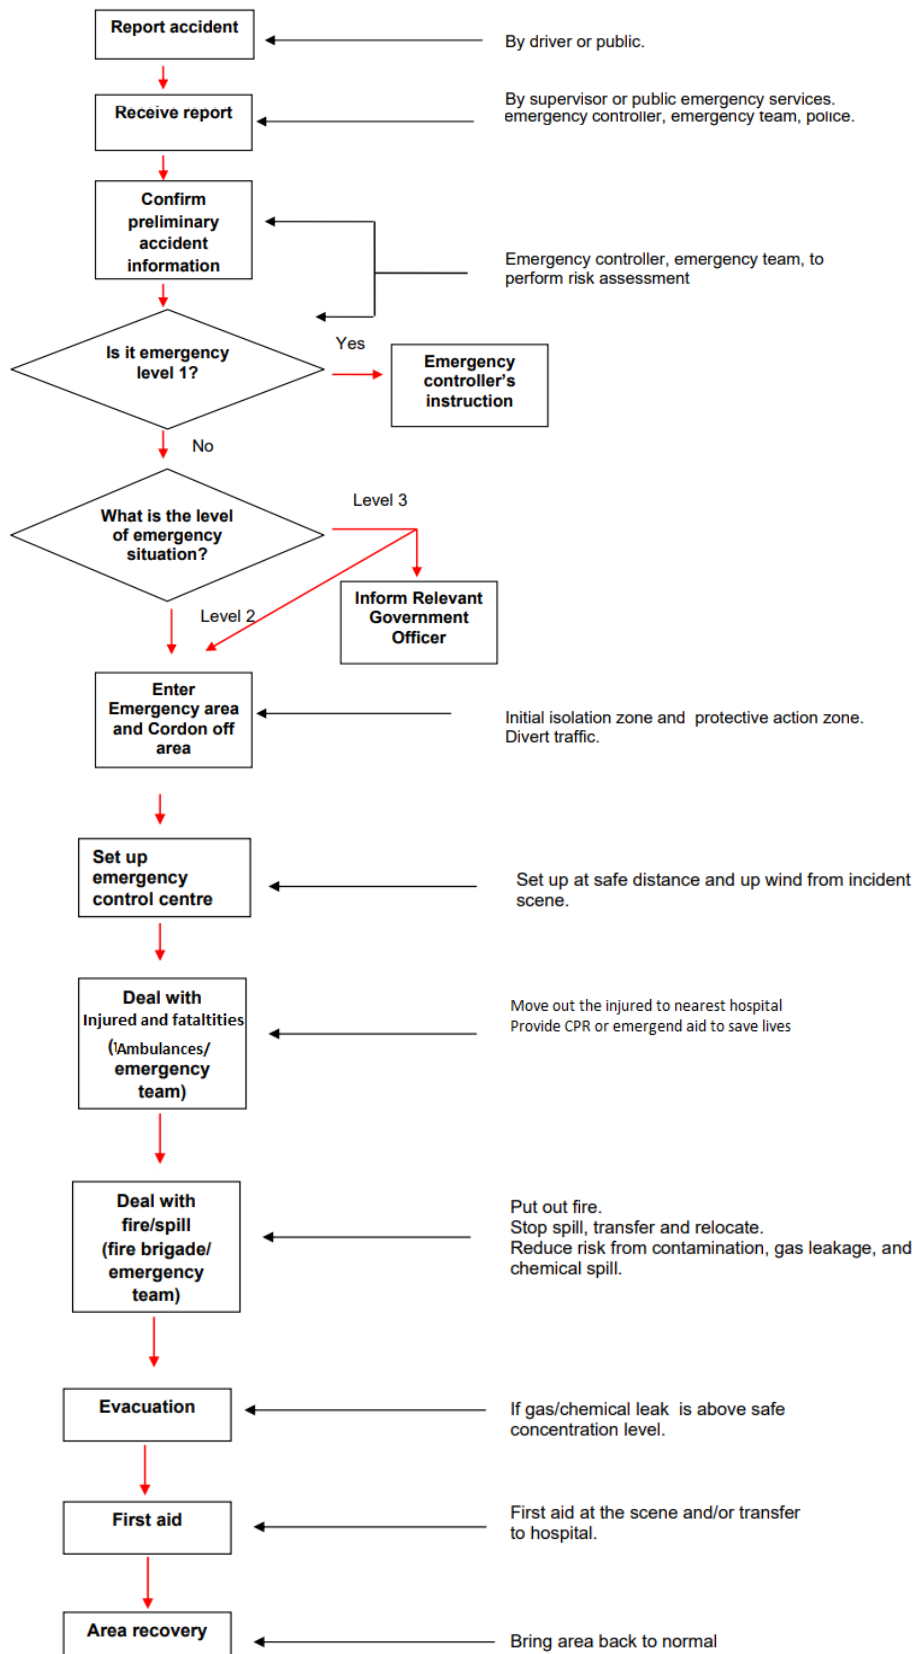 Report accident
By driver or public.
Receive report
By supervisor or public emergency services.
emergency controller, emergency team, police.
Confirm
preliminary
accident
information
Emergency controller, emergency team, to
perform risk assessment
Is it emergency
level 1?
Yes
Emergency
controller's
instruction
No
What is the level
of emergency
situation?
Level 3
Inform Relevant
Government
Officer
Level 2
Enter
Emergency area
and Cordon off
area
Initial isolation zone and protective action zone.
Divert traffic.
Set up
emergency
control centre
Set up at safe distance and up wind from incident
scene.
Deal with
Injured and fataltities
(Ambulances/
emergency
team)
Move out the injured to nearest hospital
Provide CPR or emergend aid to save lives
Deal with
fire/spill
(fire brigade/
emergency
team)
Put out fire.
Stop spill, transfer and relocate.
Reduce risk from contamination, gas leakage, and
chemical spill.
Evacuation
If gas/chemical leak is above safe
concentration level.
First aid
First aid at the scene and/or transfer
to hospital.
Area recovery
Bring area back to normal